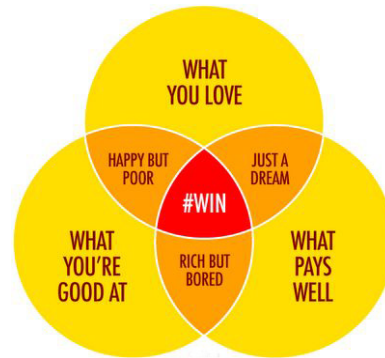 WHAT
YOU LOVE
HAPPY BUT
POOR
JUST A
DREAM
#WIN
WHAT
YOU'RE
GOOD AT
RICH BUT
BORED
WHAT
PAYS
WELL